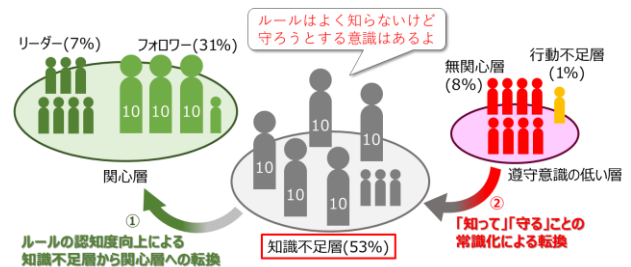 ルールはよく知らないけど
守ろうとする意識はあるよ
リーダー(7%)
フォロワー(31%)
10
10
10
関心層
10
10
10
10
10
知識不足層(53%)
無関心層
(8%)
行動不足層
(1%)
遵守意識の低い層
①
ルールの認知度向上による
知識不足層から関心層への転換
②
「知って」「守る」ことの
常識化による転換